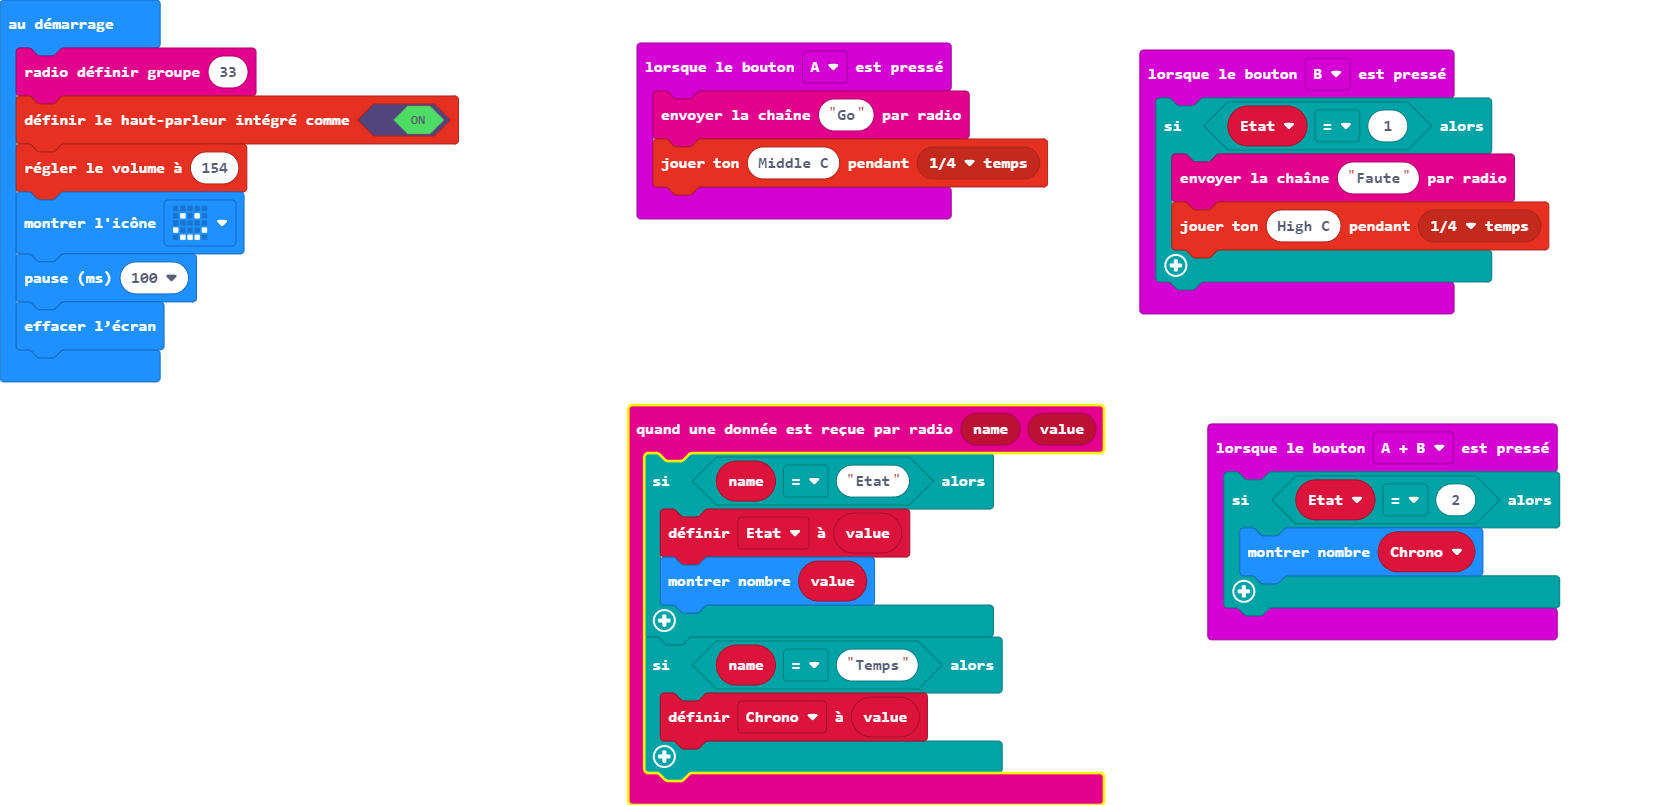 au démarrage
radio définir groupe 33
définir le haut-parleur intégré comme ON
régler le volume à 154
montrer l'icône
pause (ms) 100
effacer l’écran
lorsque le bouton A est pressé
envoyer la chaîne "Go" par radio
jouer ton Middle C pendant 1/4 temps
lorsque le bouton B est pressé
si Etat = 1 alors
envoyer la chaîne "Faute" par radio
jouer ton High C pendant 1/4 temps
quand une donnée est reçue par radio name value
si name = "Etat" alors
définir Etat à value
montrer nombre value
si name = "Temps" alors
définir Chrono à value
lorsque le bouton A + B est pressé
si Etat = 2 alors
montrer nombre Chrono